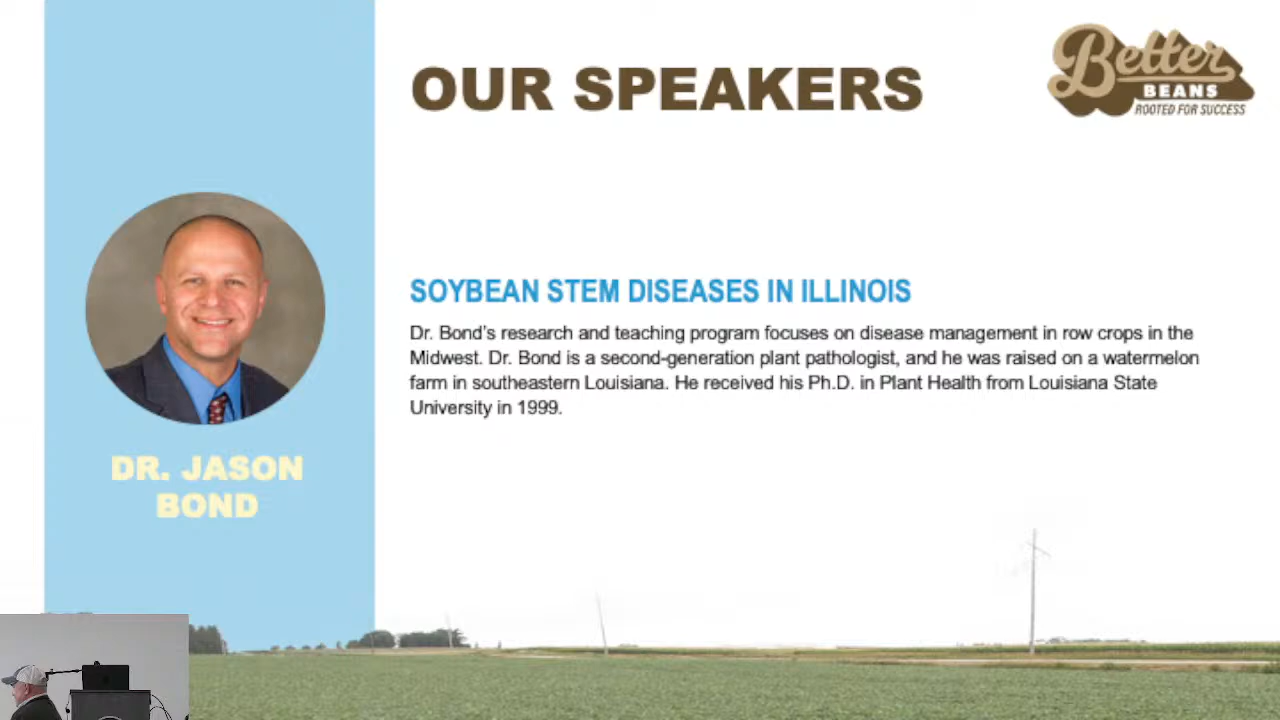 OUR SPEAKERS
Better
BEANS
ROOTED FOR SUCCESS
SOYBEAN STEM DISEASES IN ILLINOIS
Dr. Bond's research and teaching program focuses on disease management in row crops in the
Midwest. Dr. Bond is a second-generation plant pathologist, and he was raised on a watermelon
farm in southeastern Louisiana. He received his Ph.D. in Plant Health from Louisiana State
University in 1999.
DR. JASON
BOND